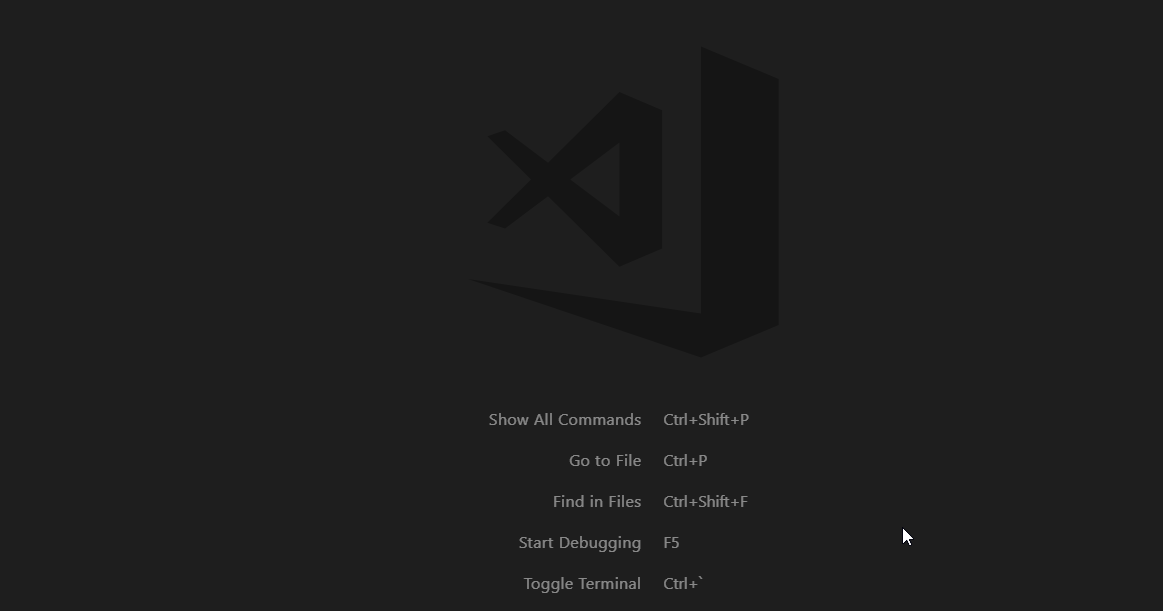 Show All Commands Ctrl+Shift+P
Go to File Ctrl+P
Find in Files Ctrl+Shift+F
Start Debugging F5
Toggle Terminal Ctrl+`